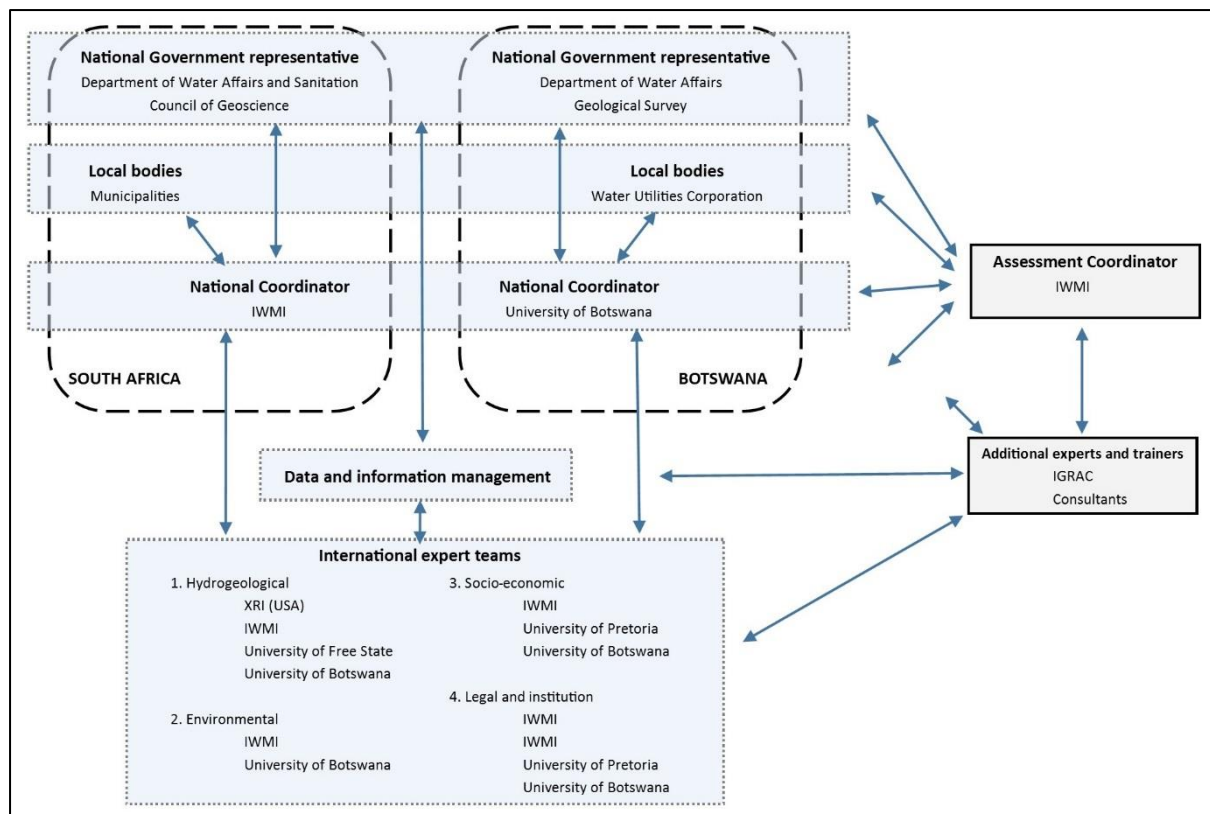 National Government representative
Department of Water Affairs and Sanitation
Council of Geoscience
National Government representative
Department of Water Affairs
Geological Survey
Local bodies
Municipalities
Local bodies
Water Utilities Corporation
National Coordinator
IWMI
National Coordinator
University of Botswana
SOUTH AFRICA
BOTSWANA
Assessment Coordinator
IWMI
Additional experts and trainers
IGRAC
Consultants
Data and information management
International expert teams
1. Hydrogeological
XRI (USA)
IWMI
University of Free State
University of Botswana
2. Environmental
IWMI
University of Botswana
3. Socio-economic
IWMI
University of Pretoria
University of Botswana
4. Legal and institution
IWMI
IWMI
University of Pretoria
University of Botswana